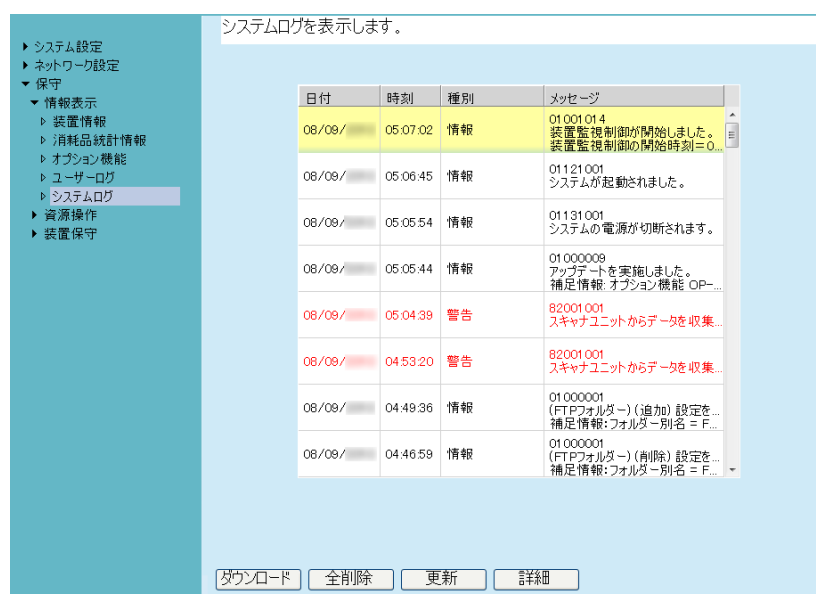 システムログを表示します。
システム設定
ネットワーク設定
保守
情報表示
装置情報
消耗品統計情報
オプション機能
ユーザーログ
システムログ
資源操作
装置保守
日付 時刻 種別 メッセージ
08/09/ 05:07:02 情報 01001014
装置監視制御が開始しました。
装置監視制御の開始時刻=0...
08/09/ 05:06:45 情報 01121001
システムが起動されました。
08/09/ 05:05:54 情報 01131001
システムの電源が切断されます。
08/09/ 05:05:44 情報 01000009
アップデートを実施しました。
補足情報: オプション機能 OP-...
08/09/ 05:04:39 警告 82001001
スキャナユニットからデータを収集...
08/09/ 04:53:20 警告 82001001
スキャナユニットからデータを収集...
08/09/ 04:49:36 情報 01000001
(FTPフォルダー) (追加) 設定を...
補足情報:フォルダー別名 = F...
08/09/ 04:46:59 情報 01000001
(FTPフォルダー) (削除) 設定を...
補足情報:フォルダー別名 = F...
ダウンロード 全削除 更新 詳細